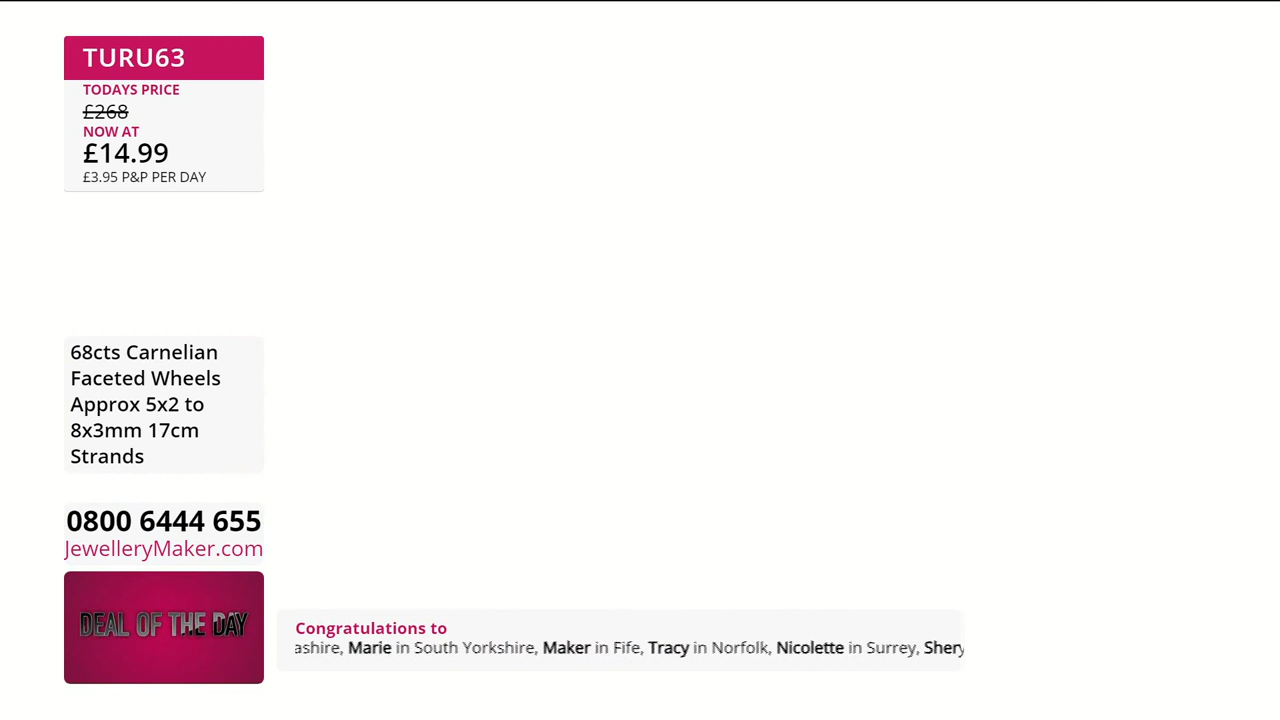 TURU63
TODAYS PRICE
£268
NOW AT
£14.99
£3.95 P&P PER DAY
68cts Carnelian
Faceted Wheels
Approx 5x2 to
8x3mm 17cm
Strands
0800 6444 655
JewelleryMaker.com
DEAL OF THE DAY
Congratulations to
ashire, Marie in South Yorkshire, Maker in Fife, Tracy in Norfolk, Nicolette in Surrey, Shery